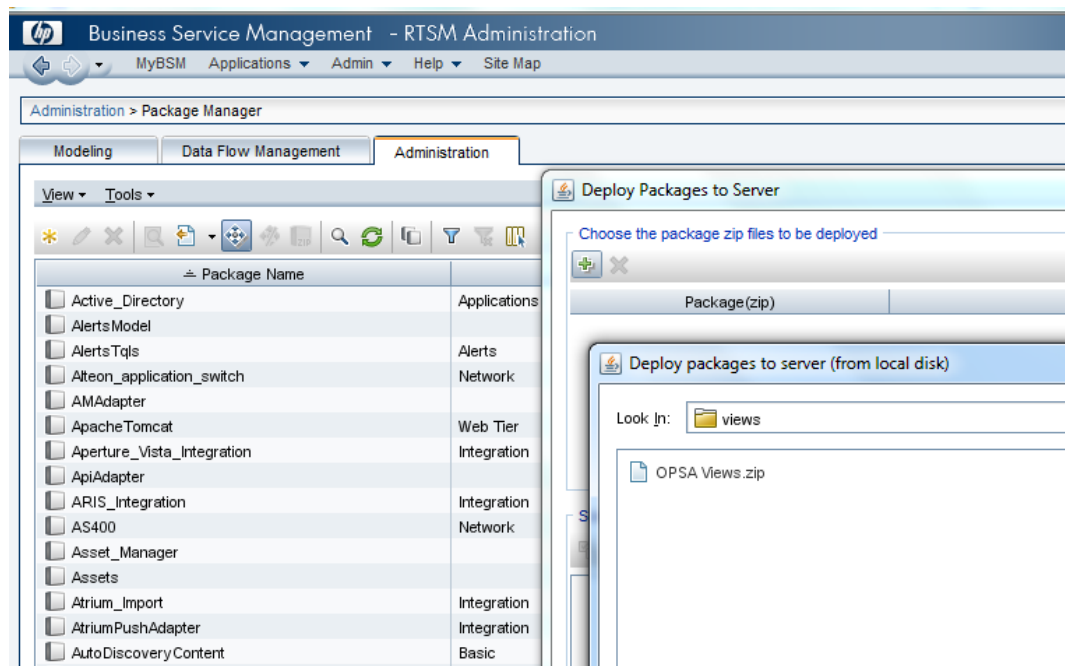 hp Business Service Management - RTSM Administration
MyBSM Applications Admin Help Site Map
Administration > Package Manager
Modeling Data Flow Management Administration
View Tools
Package Name
Active_Directory Applications
AlertsModel
AlertsTqls Alerts
Alteon_application_switch Network
AMAdapter
ApacheTomcat Web Tier
Aperture_Vista_Integration Integration
ApiAdapter
ARIS_Integration Integration
AS400 Network
Asset_Manager
Assets
Atrium_Import Integration
AtriumPushAdapter Integration
AutoDiscoveryContent Basic
Deploy Packages to Server
Choose the package zip files to be deployed
Package(zip)
S
Deploy packages to server (from local disk)
Look In: views
OPSA Views.zip